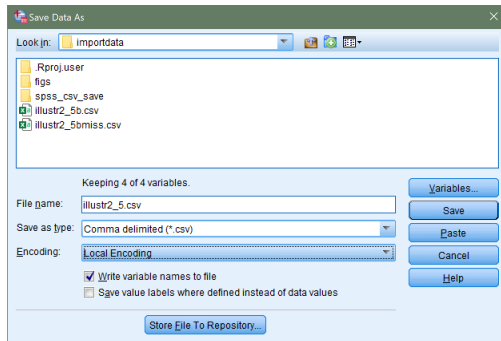 Save Data As
Look in: importdata
.Rproj.user
figs
spss_csv_save
illustr2_5b.csv
illustr2_5bmiss.csv
Keeping 4 of 4 variables.
Variables...
File name: illustr2_5.csv
Save
Save as type: Comma delimited (*.csv)
Paste
Encoding: Local Encoding
Cancel
Write variable names to file
Help
Save value labels where defined instead of data values
Store File To Repository...